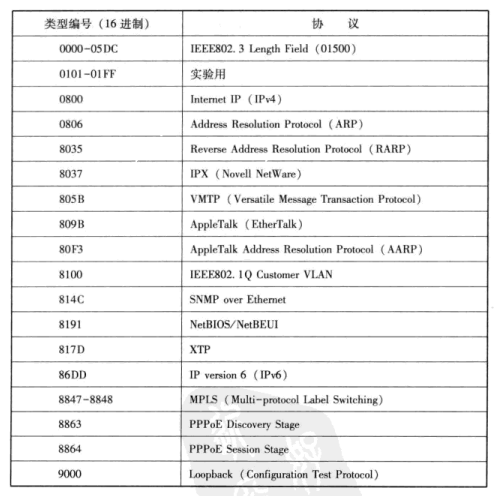 类型编号（16 进制） 协 议
0000-05DC IEEE802. 3 Length Field（01500）
0101-01FF 实验用
0800 Internet IP（IPv4）
0806 Address Resolution Protocol（ARP）
8035 Reverse Address Resolution Protocol（RARP）
8037 IPX（Novell NetWare）
805B VMTP（Versatile Message Transaction Protocol）
809B AppleTalk（EtherTalk）
80F3 AppleTalk Address Resolution Protocol（AARP）
8100 IEEE802. 1Q Customer VLAN
814C SNMP over Ethernet
8191 NetBIOS/NetBEUI
817D XTP
86DD IP version 6（IPv6）
8847-8848 MPLS（Multi-protocol Label Switching）
8863 PPPoE Discovery Stage
8864 PPPoE Session Stage
9000 Loopback（Configuration Test Protocol）